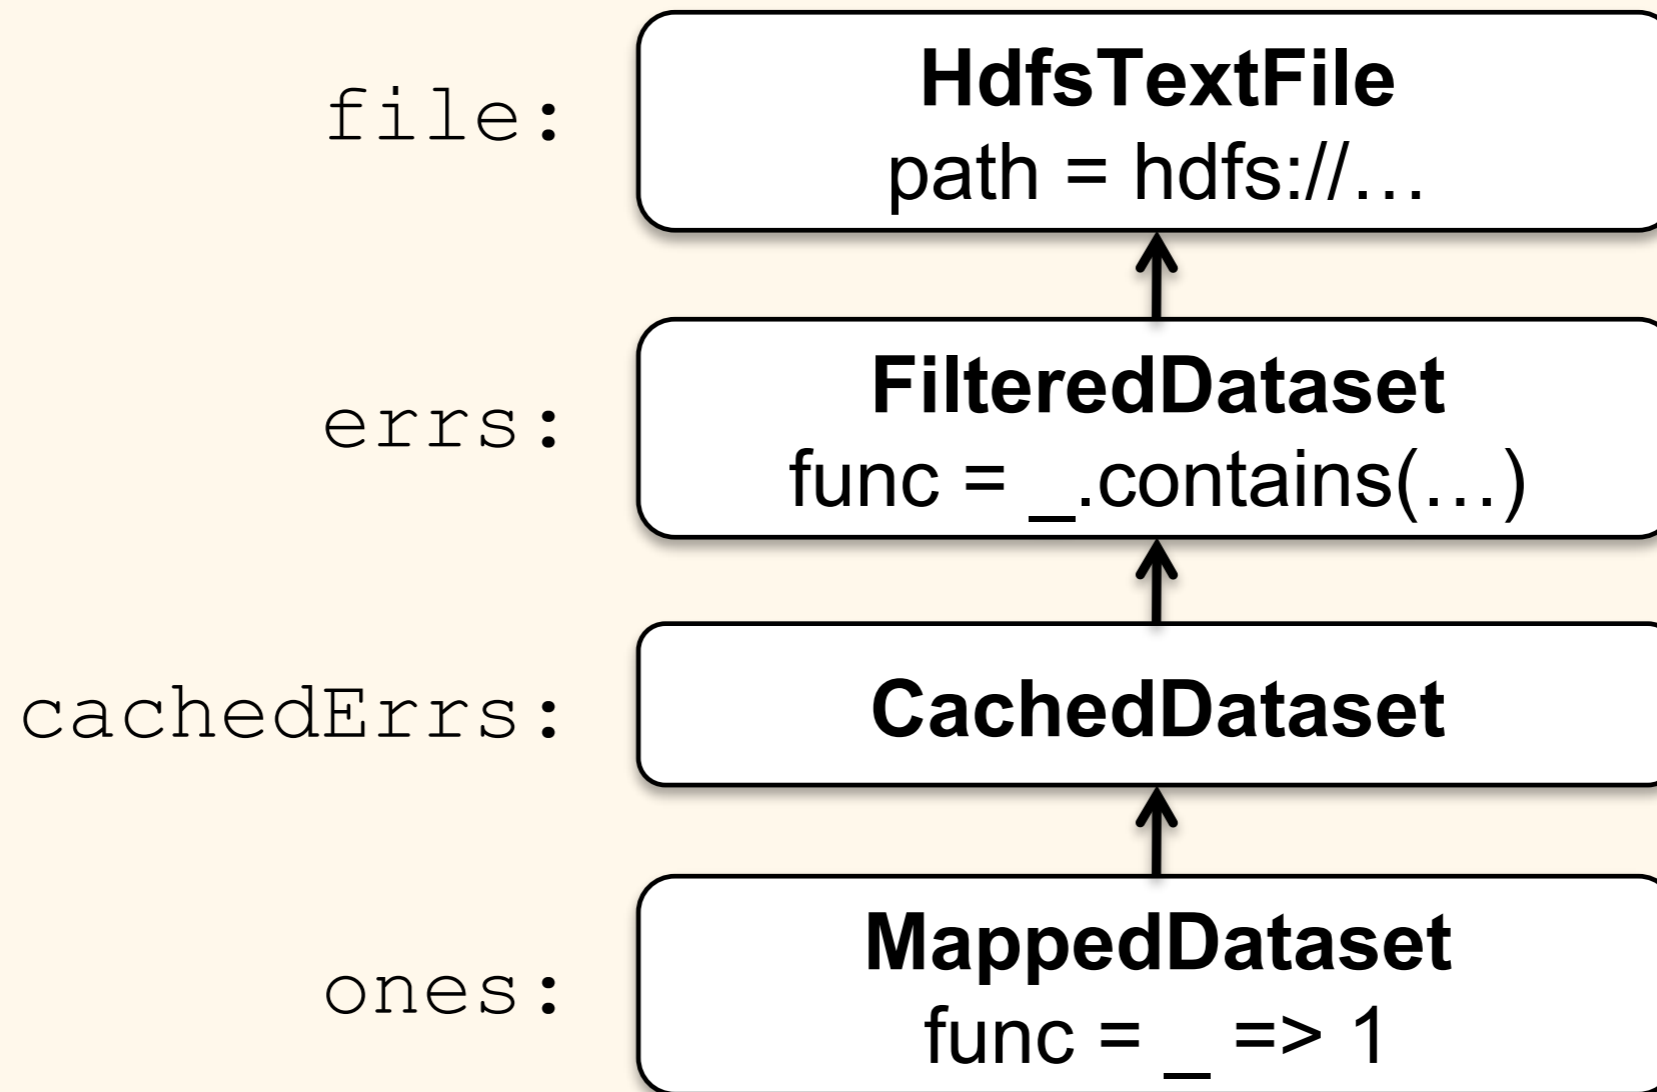 file:
HdfsTextFile
path = hdfs://…
errs:
FilteredDataset
func = _.contains(…)
cachedErrs:
CachedDataset
ones:
MappedDataset
func = _ => 1